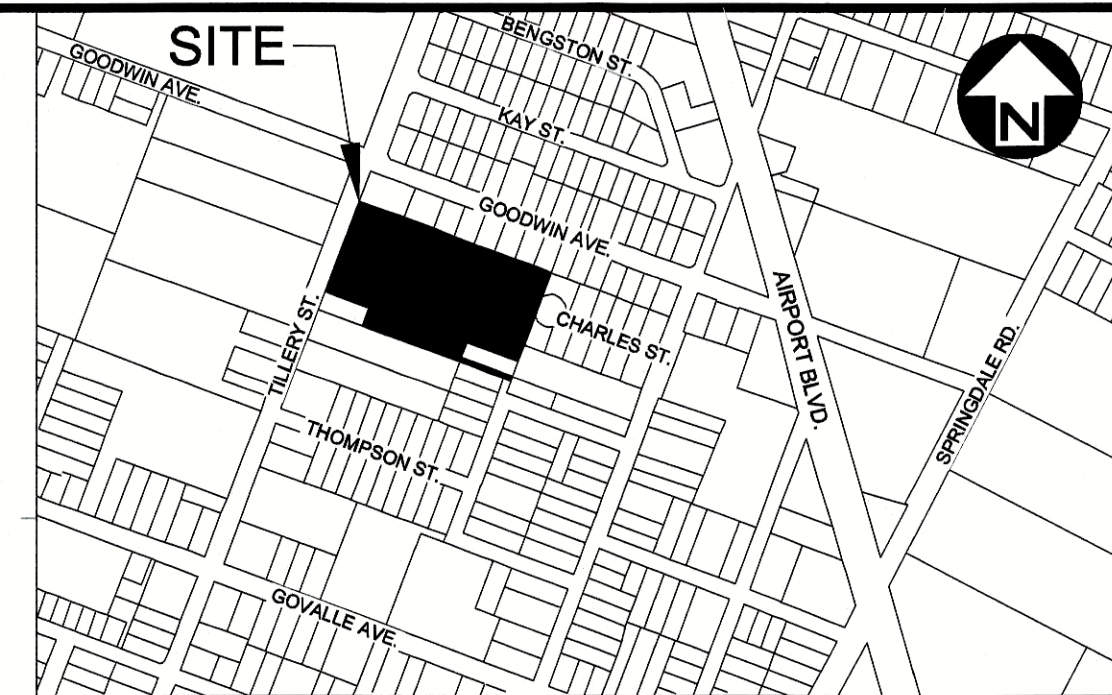 BENGSTON ST.
SITE
GOODWIN AVE.
KAY ST.
N
GOODWIN AVE.
AIRPORT BLVD.
CHARLES ST.
TILLERY ST.
SPRINGDALE RD.
THOMPSON ST.
GOVALLE AVE.